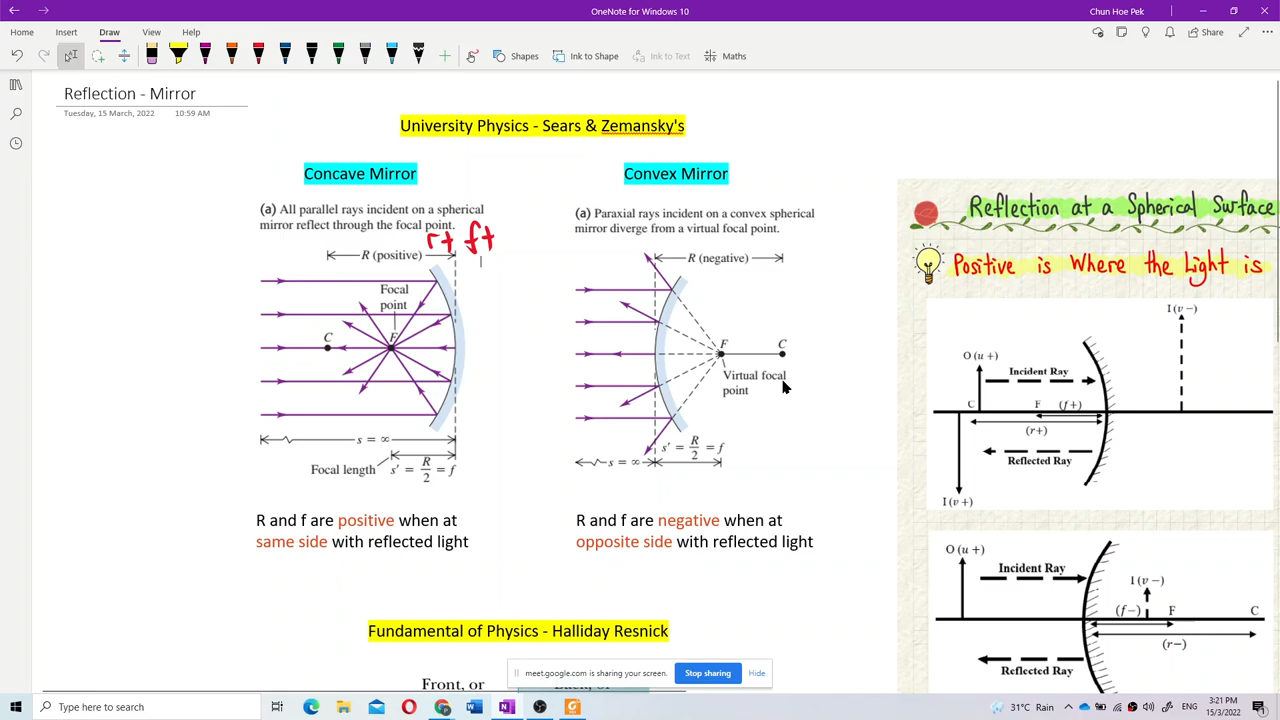 OneNote for Windows 10
Chun Hoe Pek
Home Insert Draw View Help
Share
Shapes
Ink to Shape
Ink to Text
Maths
Reflection - Mirror
Tuesday, 15 March, 2022 10:59 AM
University Physics - Sears & Zemansky's
Concave Mirror
(a) All parallel rays incident on a spherical
mirror reflect through the focal point.
r+ f+
R (positive)
Focal
point
C
F
s = ∞
Focal length
s′ = R/2 = f
R and f are positive when at
same side with reflected light
Convex Mirror
(a) Paraxial rays incident on a convex spherical
mirror diverge from a virtual focal point.
R (negative)
F
C
Virtual focal
point
s′ = R/2 = f
s = ∞
R and f are negative when at
opposite side with reflected light
Reflection at a Spherical Surface
Positive is Where the Light is
I (v −)
O (u +)
Incident Ray
C
F
(f+)
(r+)
Reflected Ray
I (v +)
O (u +)
Incident Ray
I (v −)
(f−)
F
C
(r−)
Reflected Ray
Fundamental of Physics - Halliday Resnick
meet.google.com is sharing your screen.
Stop sharing
Hide
Front, or
Type here to search
31°C Rain
3:21 PM
15/3/2022